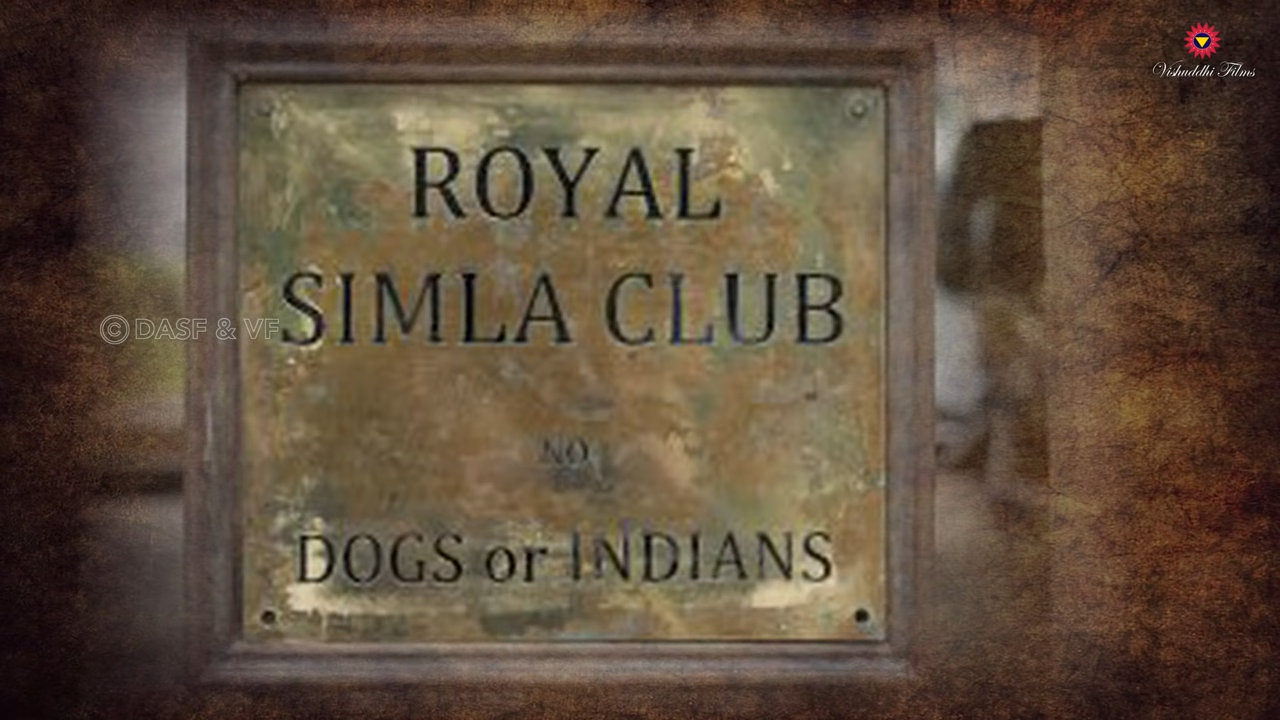 Vishuddhi Films
ROYAL
SIMLA CLUB
© DASF & VF
NO
DOGS or INDIANS